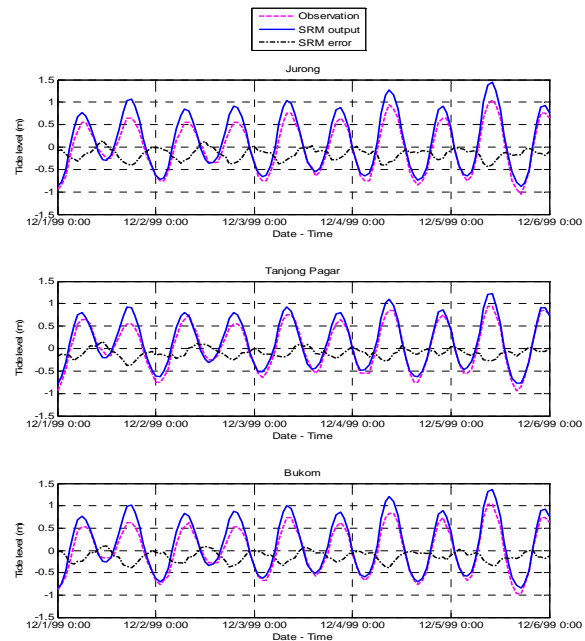 Observation
SRM output
SRM error
Jurong
1.5
1
0.5
0
-0.5
-1
-1.5
Tide level (m)
12/1/99 0:00 12/2/99 0:00 12/3/99 0:00 12/4/99 0:00 12/5/99 0:00 12/6/99 0:00
Date - Time
Tanjong Pagar
1.5
1
0.5
0
-0.5
-1
-1.5
Tide level (m)
12/1/99 0:00 12/2/99 0:00 12/3/99 0:00 12/4/99 0:00 12/5/99 0:00 12/6/99 0:00
Date - Time
Bukom
1.5
1
0.5
0
-0.5
-1
-1.5
Tide level (m)
12/1/99 0:00 12/2/99 0:00 12/3/99 0:00 12/4/99 0:00 12/5/99 0:00 12/6/99 0:00
Date - Time